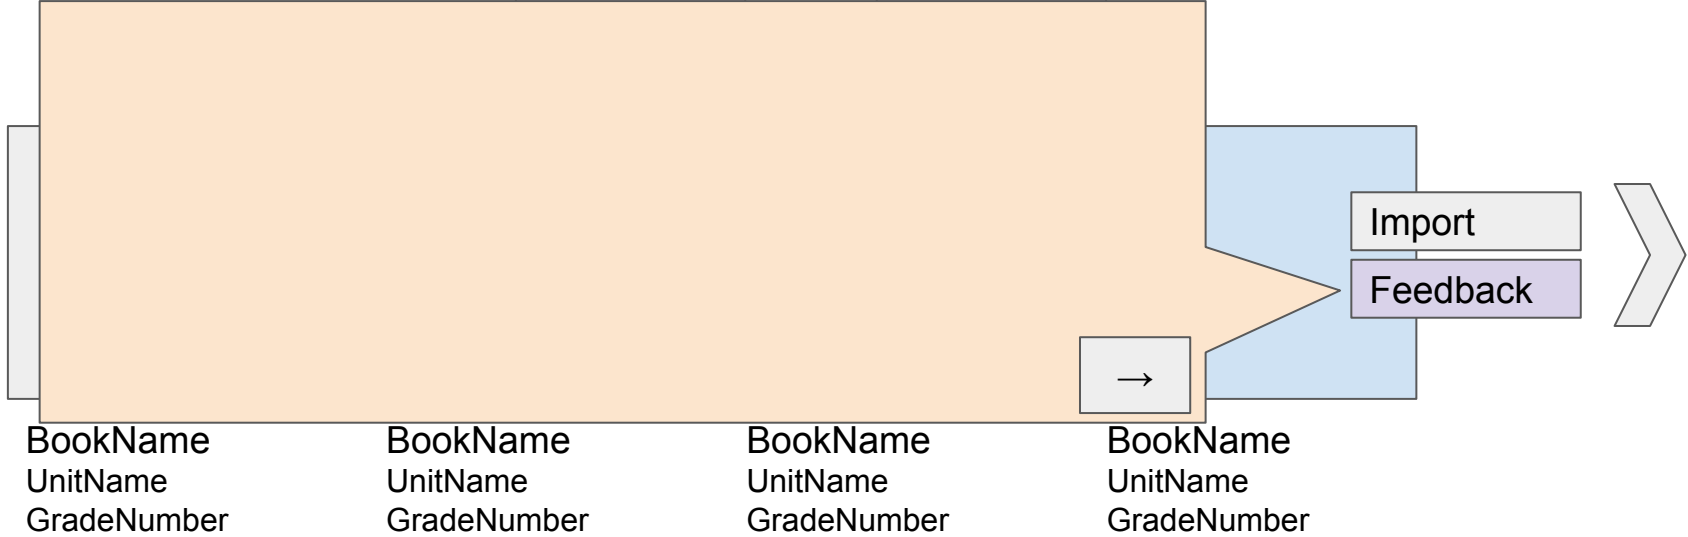 Import
Feedback
→
BookName
UnitName
GradeNumber
BookName
UnitName
GradeNumber
BookName
UnitName
GradeNumber
BookName
UnitName
GradeNumber